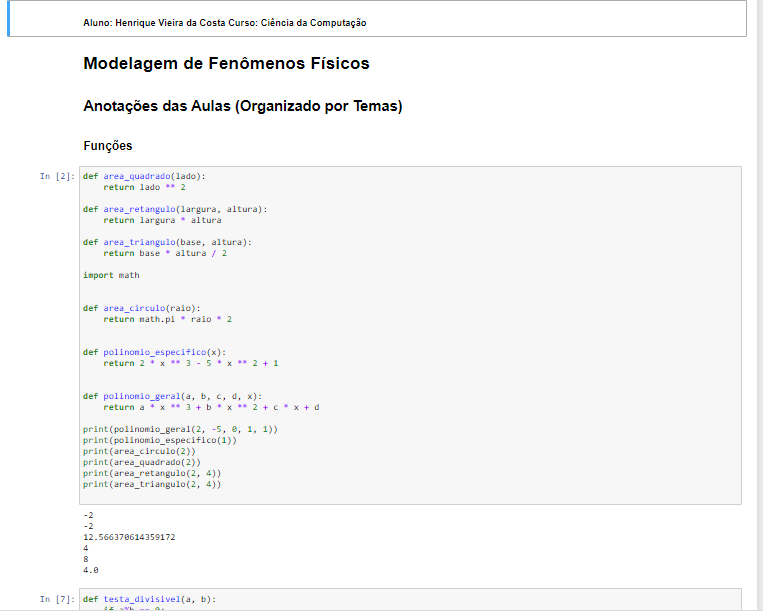 Aluno: Henrique Vieira da Costa Curso: Ciência da Computação
Modelagem de Fenômenos Físicos
Anotações das Aulas (Organizado por Temas)
Funções
In [2]: def area_quadrado(lado):
    return lado ** 2
def area_retangulo(largura, altura):
    return largura * altura
def area_triangulo(base, altura):
    return base * altura / 2
import math
def area_circulo(raio):
    return math.pi * raio * 2
def polinomio_especifico(x):
    return 2 * x ** 3 - 5 * x ** 2 + 1
def polinomio_geral(a, b, c, d, x):
    return a * x ** 3 + b * x ** 2 + c * x + d
print(polinomio_geral(2, -5, 0, 1, 1))
print(polinomio_especifico(1))
print(area_circulo(2))
print(area_quadrado(2))
print(area_retangulo(2, 4))
print(area_triangulo(2, 4))
-2
-2
12.566370614359172
4
8
4.0
In [7]: def testa_divisivel(a, b):
    if a%b == 0: